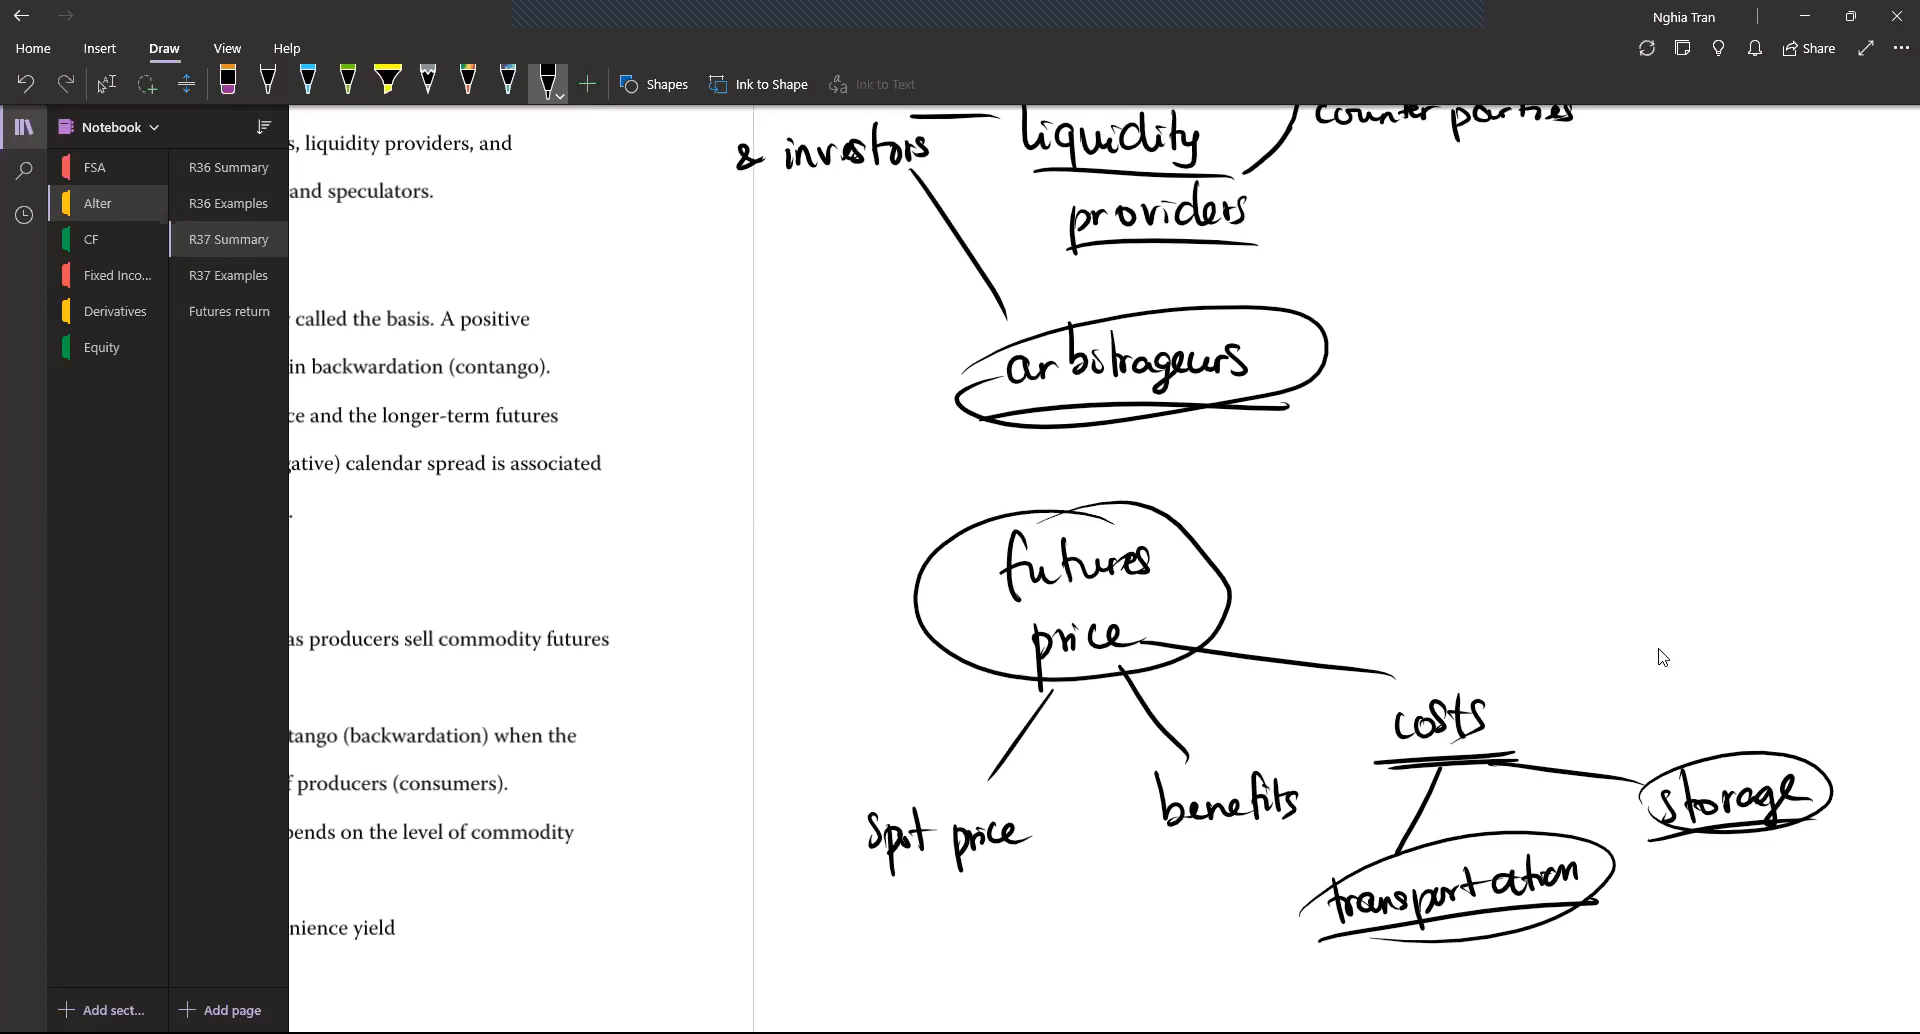 Nghia Tran
Home Insert Draw View Help
Share
Shapes Ink to Shape Ink to Text
Notebook
FSA
Alter
CF
Fixed Inco...
Derivatives
Equity
Add sect...
R36 Summary
R36 Examples
R37 Summary
R37 Examples
Futures return
Add page
s, liquidity providers, and
and speculators.
called the basis. A positive
in backwardation (contango).
ce and the longer-term futures
gative) calendar spread is associated
.
as producers sell commodity futures
tango (backwardation) when the
f producers (consumers).
pends on the level of commodity
nience yield
counter parties
& investors
liquidity
providers
arbitrageurs
futures
price
costs
storage
benefits
spot price
transportation